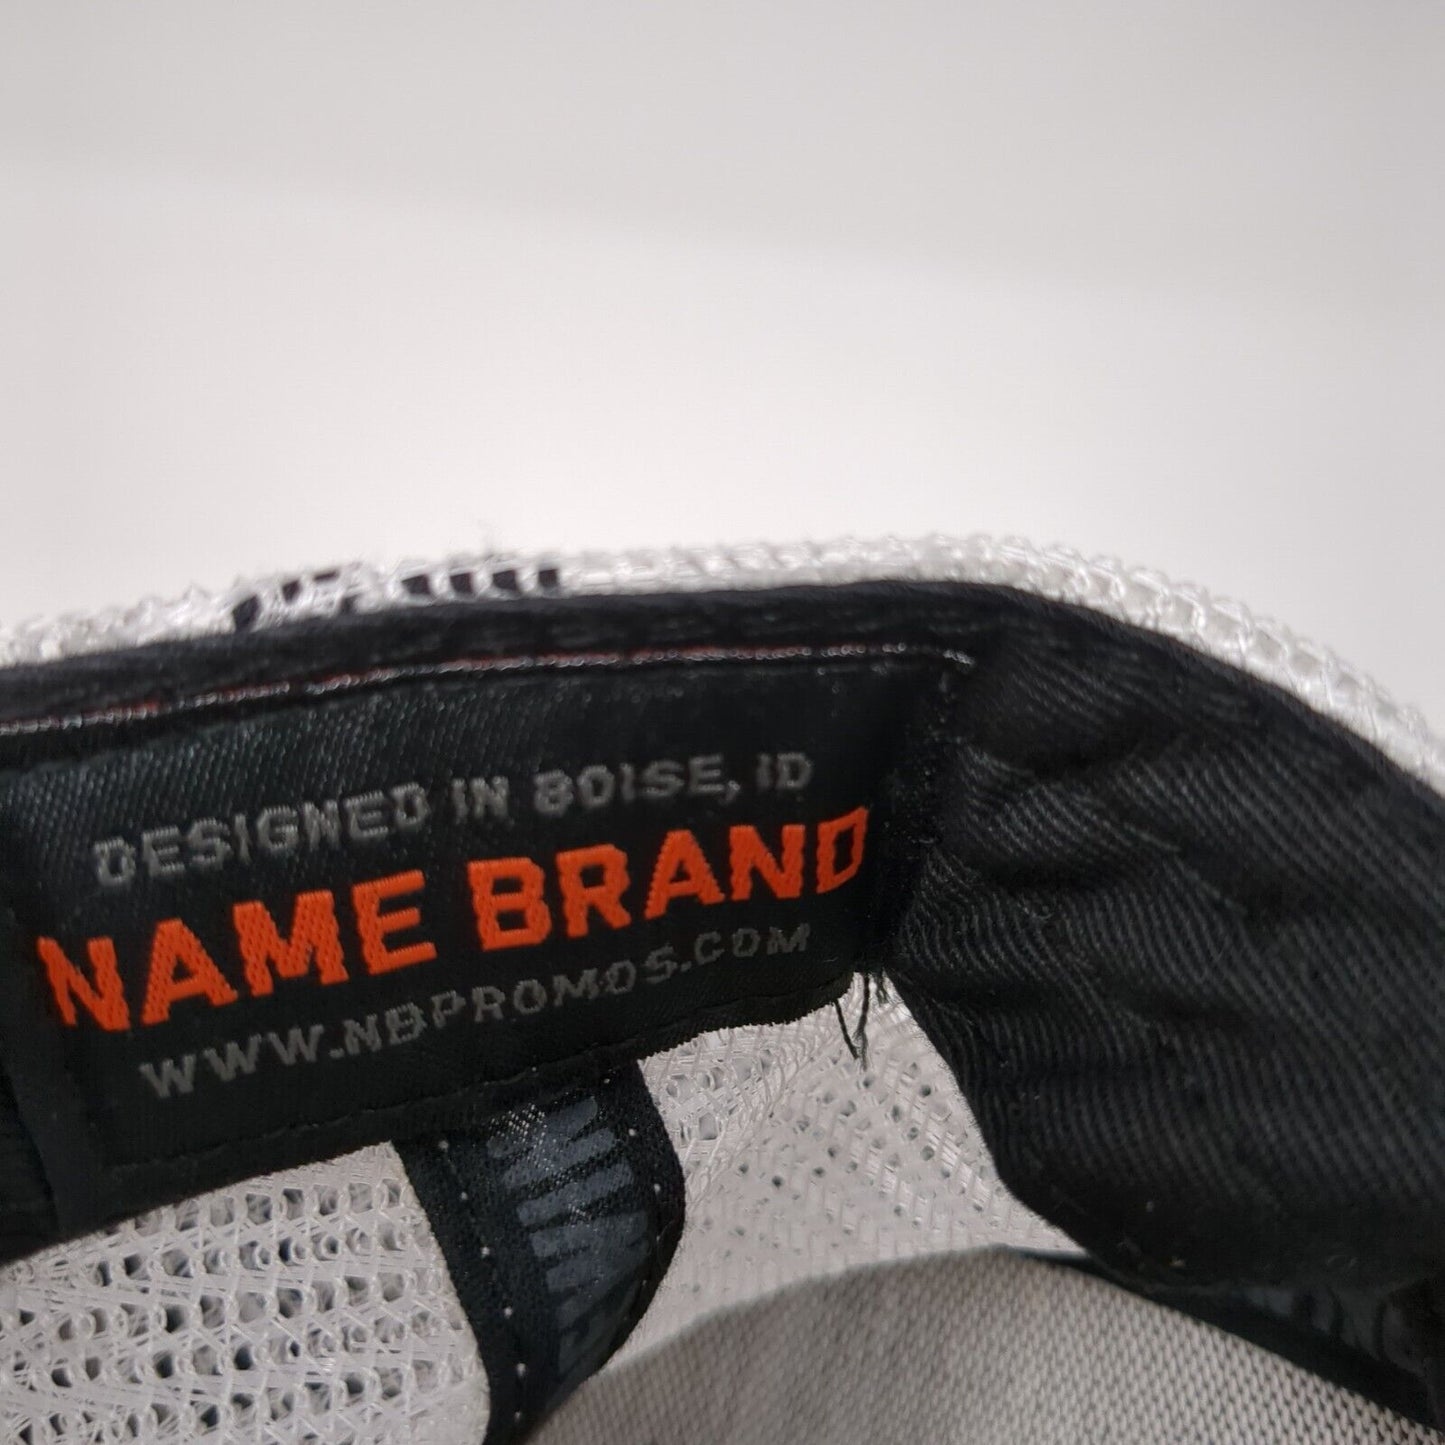 DESIGNED IN BOISE, ID
NAME BRAND
WWW.NBPROMOS.COM